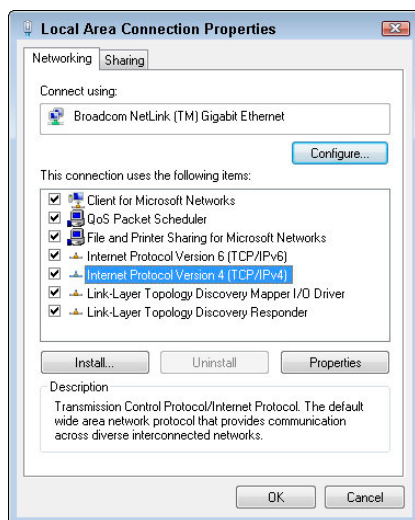 Local Area Connection Properties
Networking
Sharing
Connect using:
Broadcom NetLink (TM) Gigabit Ethernet
Configure...
This connection uses the following items:
Client for Microsoft Networks
QoS Packet Scheduler
File and Printer Sharing for Microsoft Networks
Internet Protocol Version 6 (TCP/IPv6)
Internet Protocol Version 4 (TCP/IPv4)
Link-Layer Topology Discovery Mapper I/O Driver
Link-Layer Topology Discovery Responder
Install...
Uninstall
Properties
Description
Transmission Control Protocol/Internet Protocol. The default
wide area network protocol that provides communication
across diverse interconnected networks.
OK
Cancel